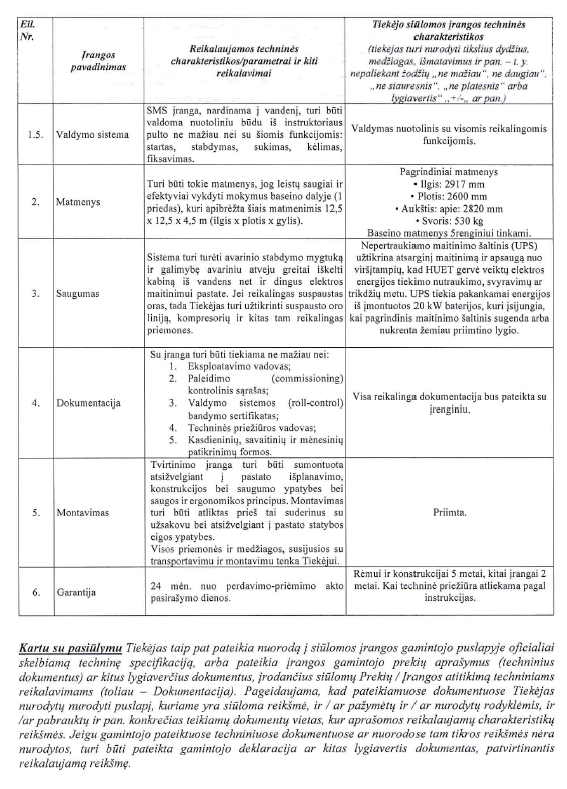 Eil.
Nr.
Įrangos
pavadinimas
Reikalaujamos techninės
charakteristikos/parametrai ir kiti
reikalavimai
Tiekėjo siūlomos įrangos techninės
charakteristikos
(tiekėjas turi nurodyti tikslius dydžius,
medžiagas, išmatavimus ir pan. – t. y.
nepaliekant žodžių „ne mažiau“, ne daugiau“,
„ne siauresnis“, „ne platesnis“ arba
lygiavertis“ „+/-„ ar pan.)
1.5.
Valdymo sistema
SMS įranga, nardinama į vandenį, turi būti
valdoma nuotoliniu būdu iš instruktoriaus
pulto ne mažiau nei su šiomis funkcijomis:
startas, stabdymas, sukimas, kėlimas,
fiksavimas.
Valdymas nuotolinis su visomis reikalingomis
funkcijomis.
2.
Matmenys
Turi būti tokie matmenys, jog leistų saugiai ir
efektyviai vykdyti mokymus baseino dalyje (1
priedas), kuri apibrėžta šiais matmenimis 12,5
x 12,5 x 4,5 m (ilgis x plotis x gylis).
Pagrindiniai matmenys
• Ilgis: 2917 mm
• Plotis: 2600 mm
• Aukštis: apie: 2820 mm
• Svoris: 530 kg
Baseino matmenys 5renginiui tinkami.
3.
Saugumas
Sistema turi turėti avarinio stabdymo mygtuką
ir galimybę avariniu atveju greitai iškelti
kabiną iš vandens net ir dingus elektros
maitinimui pastate. Jei reikalingas suspaustas
oras, tada Tiekėjas turi užtikrinti suspausto oro
liniją, kompresorių ir kitas tam reikalingas
priemones.
Nepertraukiamo maitinimo šaltinis (UPS)
užtikrina atsarginį maitinimą ir apsaugą nuo
viršįtampių, kad HUET gervė veiktų elektros
energijos tiekimo nutraukimo, svyravimų ar
trikdžių metu. UPS tiekia pakankamai energijos
iš įmontuotos 20 kW baterijos, kuri įsijungia,
kai pagrindinis maitinimo šaltinis sugenda arba
nukrenta žemiau priimtino lygio.
4.
Dokumentacija
Su įranga turi būti tiekiama ne mažiau nei:
1. Eksploatavimo vadovas;
2. Paleidimo (commissioning)
kontrolinis sąrašas;
3. Valdymo sistemos (roll-control)
bandymo sertifikatas;
4. Techninės priežiūros vadovas;
5. Kasdieninių, savaitinių ir mėnesinių
patikrinimų formos.
Visa reikalinga dokumentacija bus pateikta su
įrenginiu.
5.
Montavimas
Tvirtinimo įranga turi būti sumontuota
atsižvelgiant į pastato išplanavimo,
konstrukcijos bei saugumo ypatybes bei
saugos ir ergonomikos principus. Montavimas
turi būti atliktas prieš tai suderinus su
užsakovu bei atsižvelgiant į pastato statybos
eigos ypatybes.
Visos priemonės ir medžiagos, susijusios su
transportavimu ir montavimu tenka Tiekėjui.
Priimta.
6.
Garantija
24 mėn. nuo perdavimo-priėmimo akto
pasirašymo dienos.
Rėmui ir konstrukcijai 5 metai, kitai įrangai 2
metai. Kai techninė priežiūra atliekama pagal
instrukcijas.
Kartu su pasiūlymu Tiekėjas taip pat pateikia nuorodą į siūlomos įrangos gamintojo puslapyje oficialiai
skelbiamą techninę specifikaciją, arba pateikia įrangos gamintojo prekių aprašymus (techninius
dokumentus) ar kitus lygiaverčius dokumentus, įrodančius siūlomų Prekių / Įrangos atitikimą techniniams
reikalavimams (toliau – Dokumentacija). Pageidaujama, kad pateikiamuose dokumentuose Tiekėjas
nurodytų nurodyti puslapį, kuriame yra siūloma reikšmė, ir / ar pažymėtų ir / ar nurodytų rodyklėmis, ir
/ar pabrauktų ir pan. konkrečias teikiamų dokumentų vietas, kur aprašomos reikalaujamų charakteristikų
reikšmės. Jeigu gamintojo pateiktuose techniniuose dokumentuose ar nuorodose tam tikros reikšmės nėra
nurodytos, turi būti pateikta gamintojo deklaracija ar kitas lygiavertis dokumentas, patvirtinantis
reikalaujamą reikšmę.